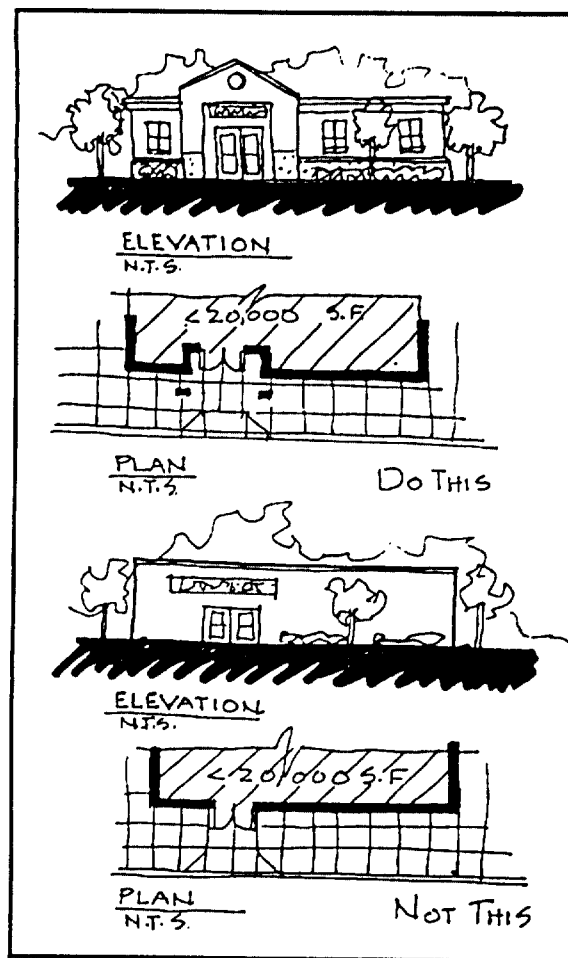 ELEVATION
N.T.S.
<20,000 S.F
PLAN
N.T.S.
DO THIS
ELEVATION
N.T.S.
<20,000 S.F
PLAN
N.T.S.
NOT THIS